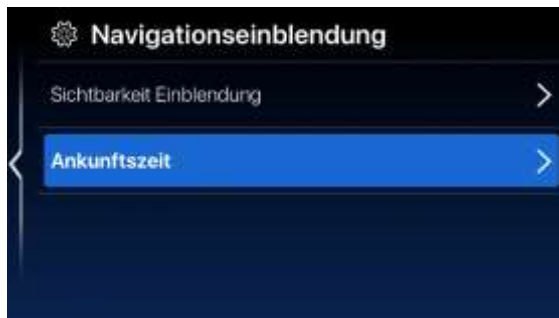 Navigationseinblendung
Sichtbarkeit Einblendung
Ankunftszeit